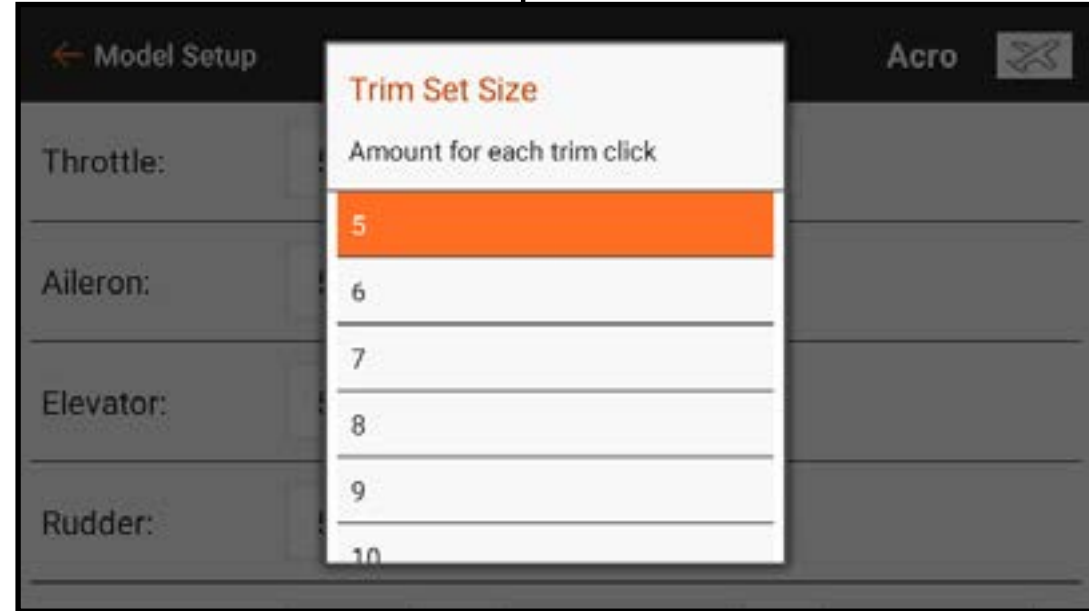 ← Model Setup
Acro
Trim Set Size
Amount for each trim click
Throttle:
5
Aileron:
6
7
Elevator:
8
9
Rudder:
10